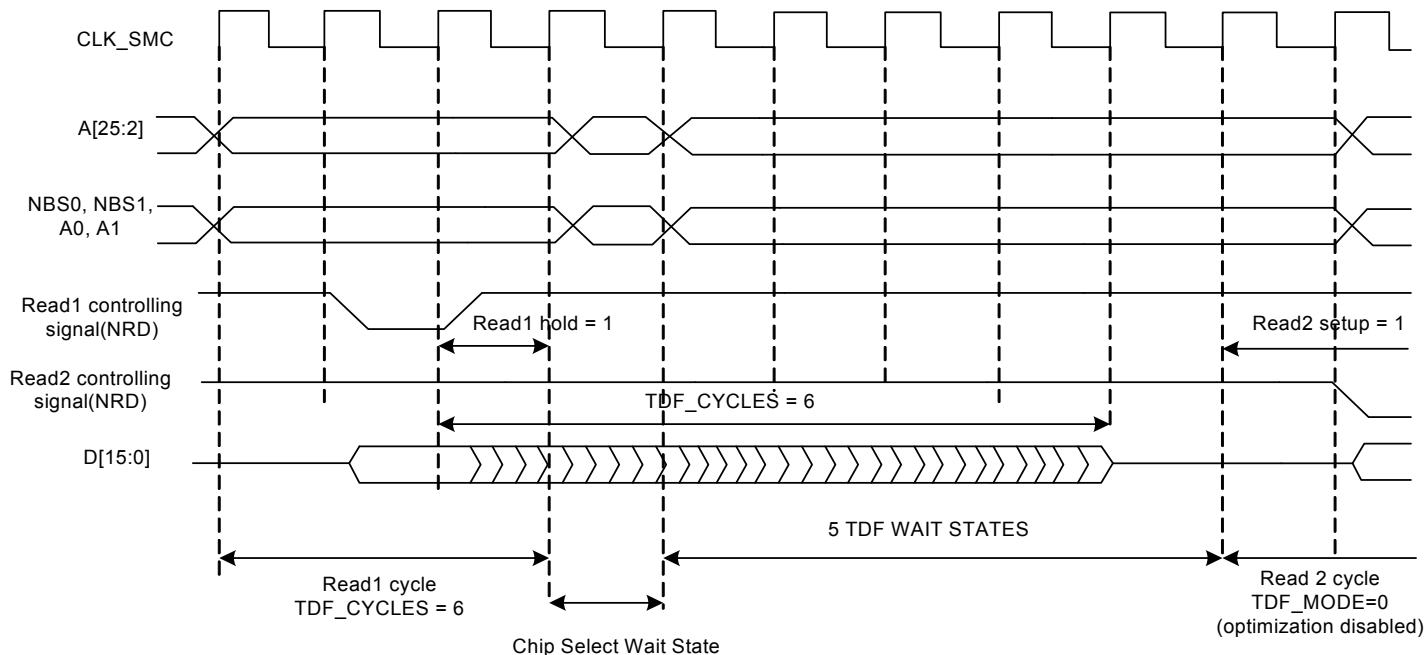 CLK_SMC
A[25:2]
NBS0, NBS1,
A0, A1
Read1 controlling
signal(NRD)
Read1 hold = 1
Read2 setup = 1
Read2 controlling
signal(NRD)
TDF_CYCLES = 6
D[15:0]
5 TDF WAIT STATES
Read1 cycle
TDF_CYCLES = 6
Chip Select Wait State
Read 2 cycle
TDF_MODE=0
(optimization disabled)